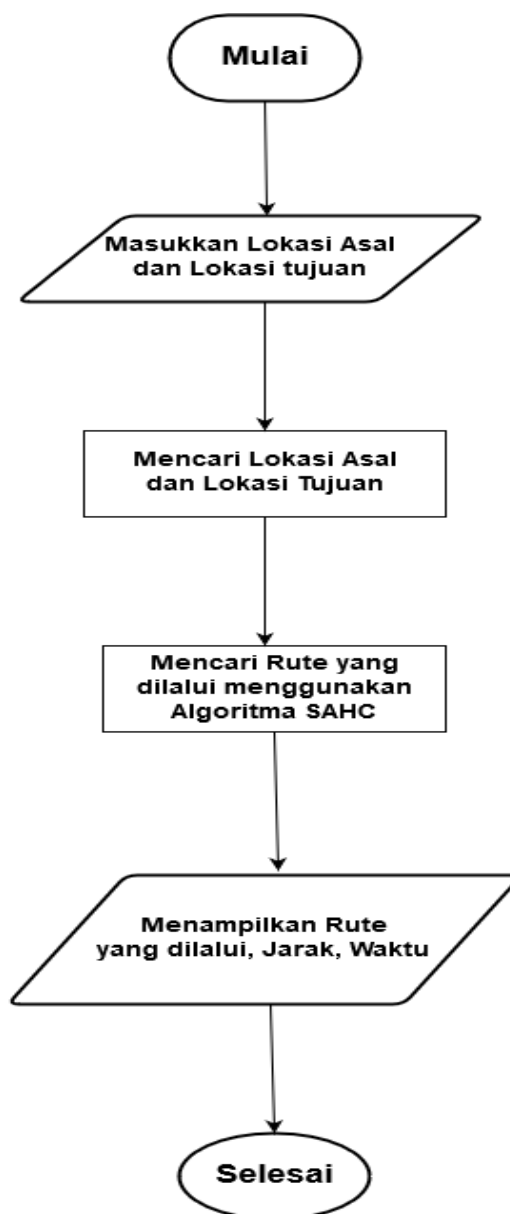 Mulai
Masukkan Lokasi Asal
dan Lokasi tujuan
Mencari Lokasi Asal
dan Lokasi Tujuan
Mencari Rute yang
dilalui menggunakan
Algoritma SAHC
Menampilkan Rute
yang dilalui, Jarak, Waktu
Selesai